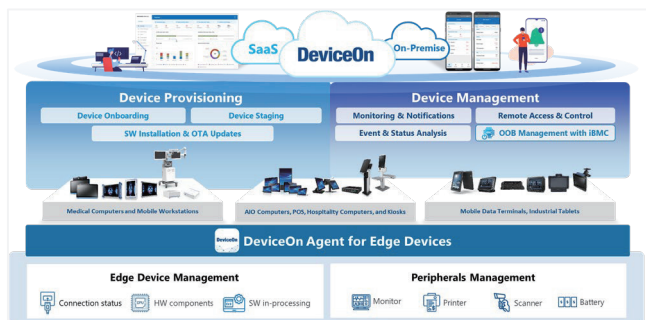 SaaS
DeviceOn
On-Premise
Device Provisioning
Device Onboarding
Device Staging
SW Installation & OTA Updates
Device Management
Monitoring & Notifications
Remote Access & Control
Event & Status Analysis
OOB Management with iBMC
Medical Computers and Mobile Workstations
AIO Computers, POS, Hospitality Computers, and Kiosks
Mobile Data Terminals, Industrial Tablets
DeviceOn Agent for Edge Devices
Edge Device Management
Connection status
HW components
SW in-processing
Peripherals Management
Monitor
Printer
Scanner
Battery